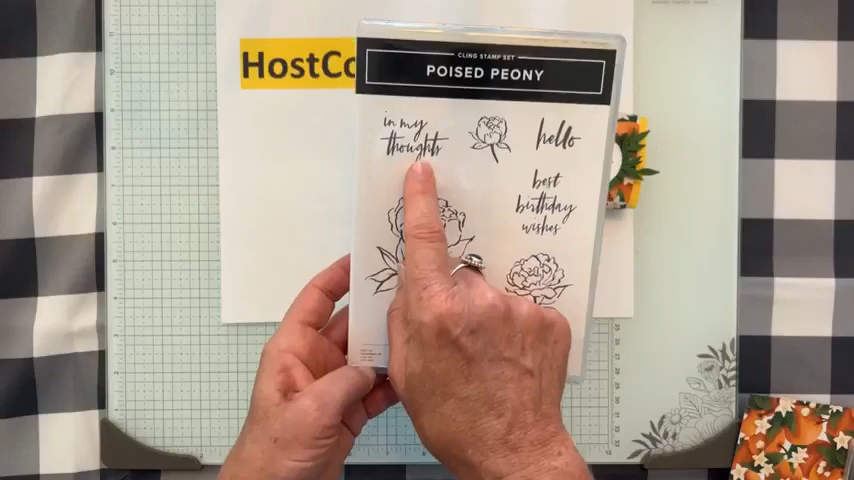 HostCo
CLING STAMP SET
POISED PEONY
in my
thoughts
hello
best
birthday
wishes